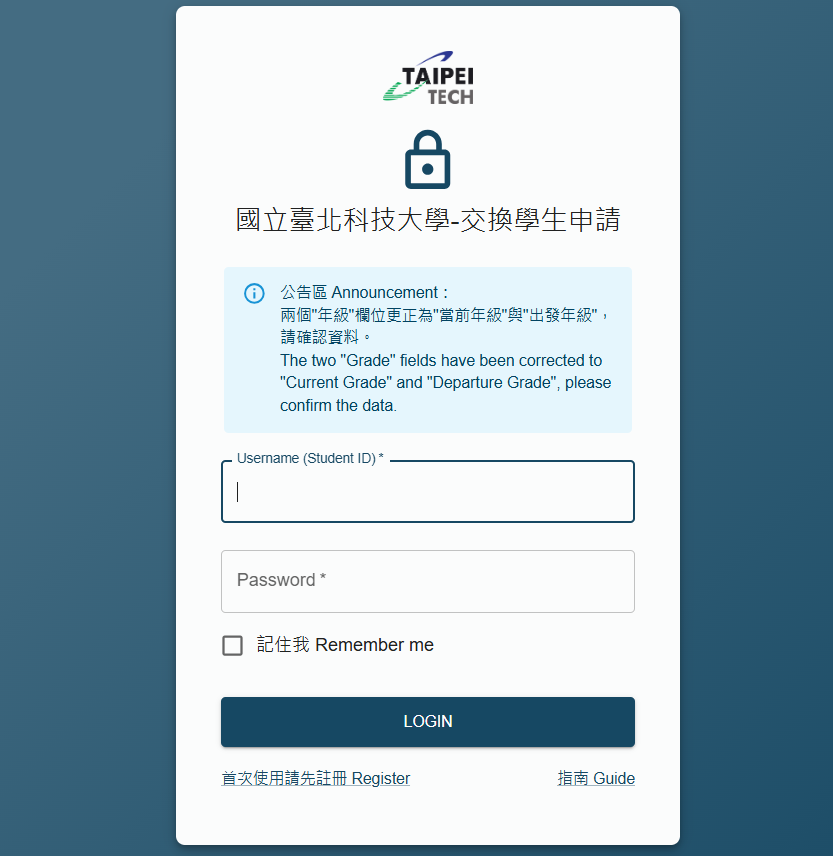 TAIPEI
TECH
國立臺北科技大學-交換學生申請
公告區 Announcement：
兩個"年級"欄位更正為"當前年級"與"出發年級"，
請確認資料。
The two "Grade" fields have been corrected to
"Current Grade" and "Departure Grade", please
confirm the data.
Username (Student ID) *
Password *
記住我 Remember me
LOGIN
首次使用請先註冊 Register
指南 Guide